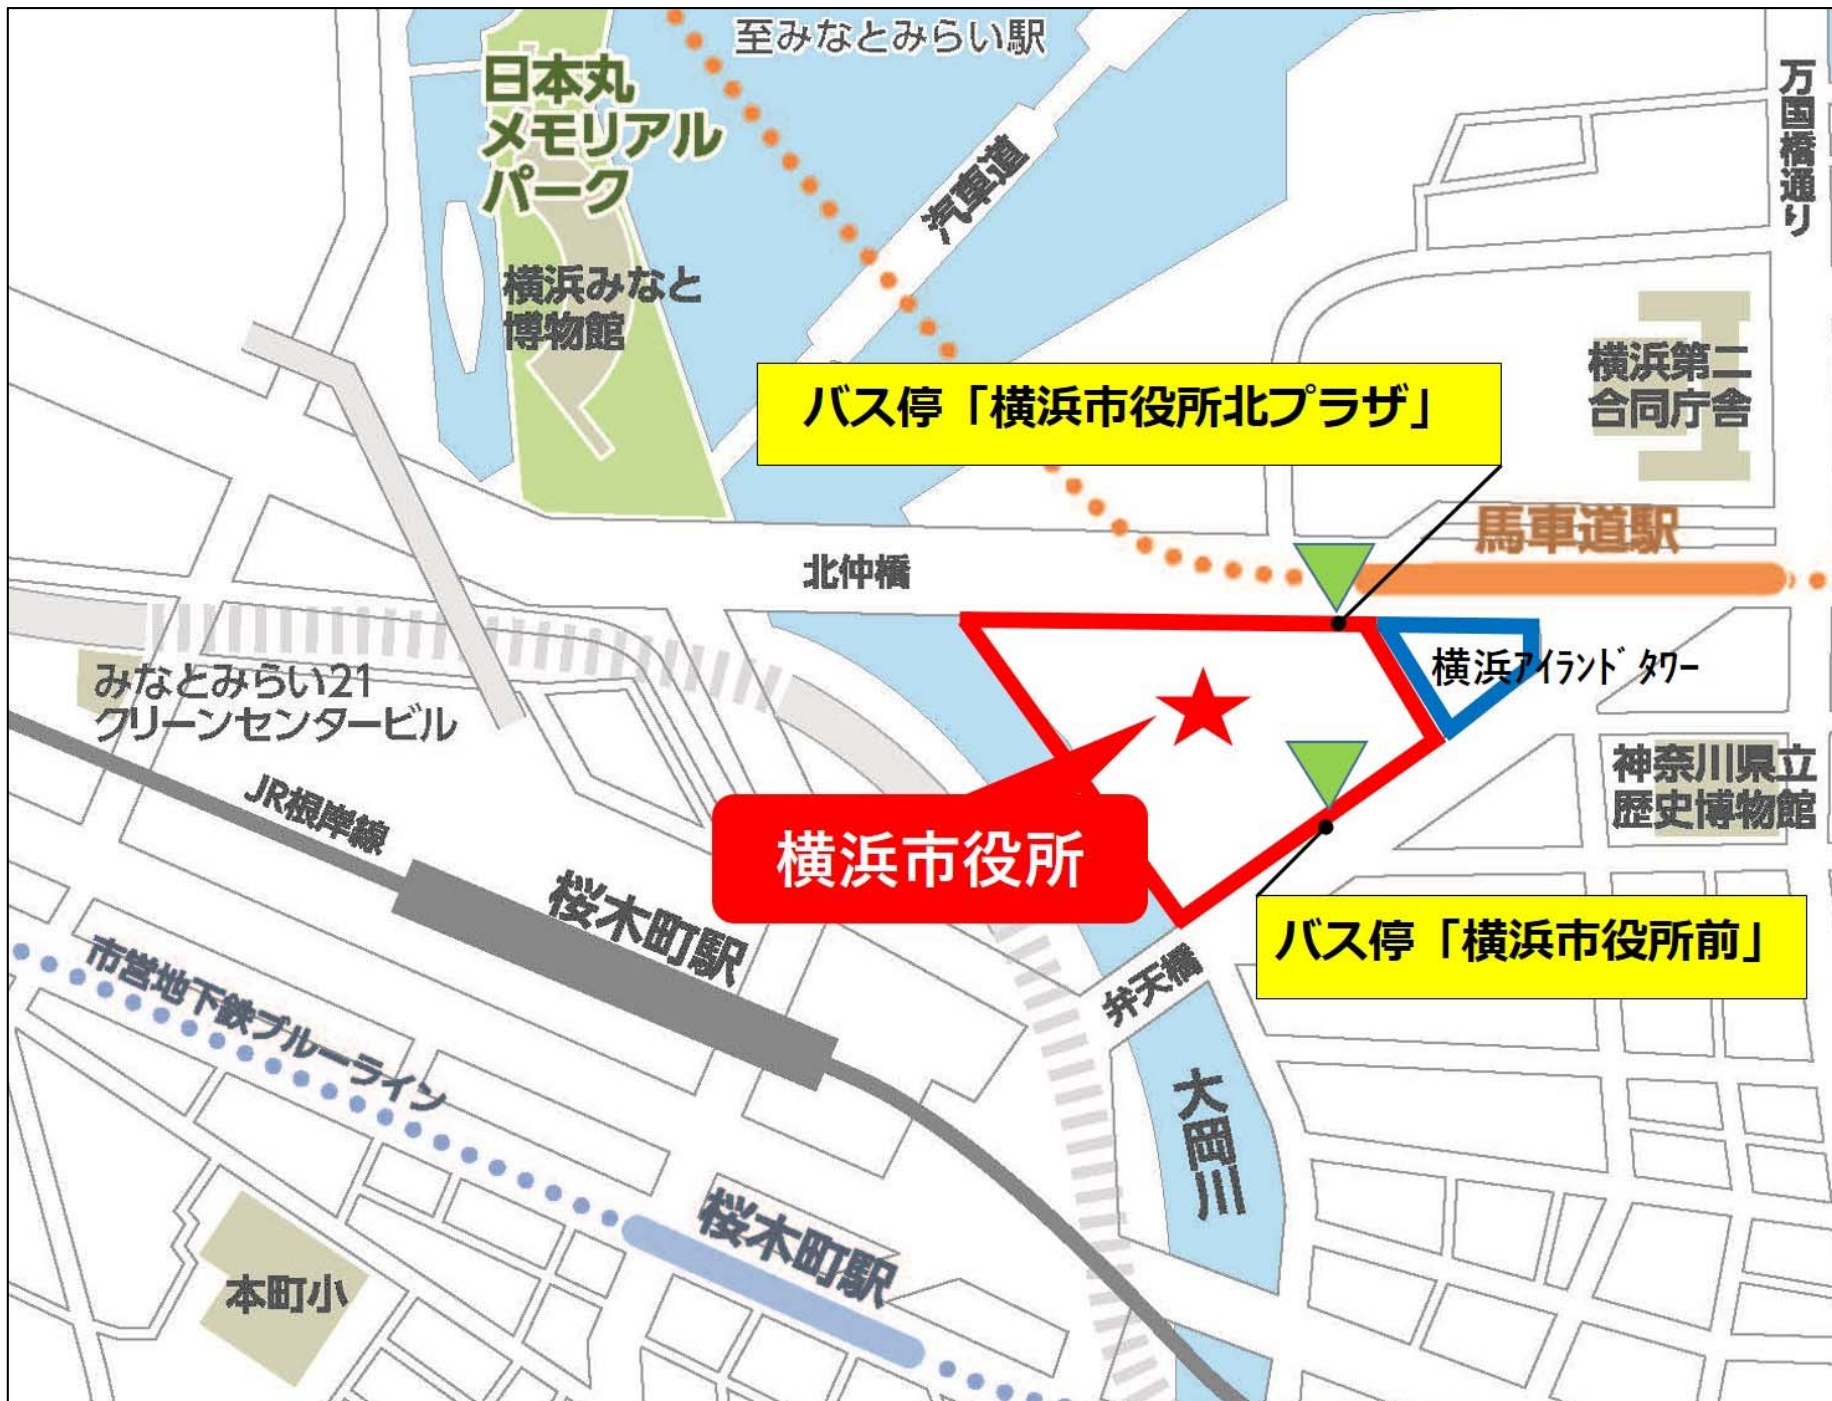 至みなとみらい駅
日本丸
メモリアル
パーク
万国橋通り
汽車道
横浜みなと
博物館
横浜第二
合同庁舎
バス停「横浜市役所北プラザ」
馬車道駅
北仲橋
みなとみらい21
クリーンセンタービル
横浜ｱｲﾗﾝﾄﾞﾀﾜｰ
神奈川県立
歴史博物館
JR根岸線
横浜市役所
桜木町駅
バス停「横浜市役所前」
市営地下鉄ブルーライン
弁天橋
大岡川
桜木町駅
本町小